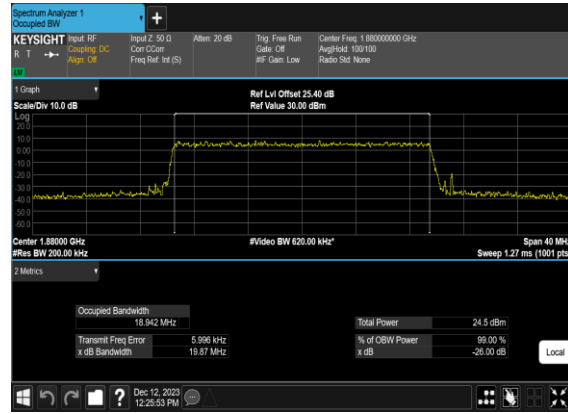 Spectrum Analyzer 1
Occupied BW
+
KEYSIGHT
R T
LW
Input: RF
Coupling: DC
Align: Off
Input Z: 50 Ω
Corr CCorr
Freq Ref: Int (S)
Atten: 20 dB
Trig: Free Run
Gate: Off
#IF Gain: Low
Center Freq: 1.880000000 GHz
Avg|Hold: 100/100
Radio Std: None
1 Graph
Scale/Div 10.0 dB
Ref Lvl Offset 25.40 dB
Ref Value 30.00 dBm
Log
20.0
10.0
0.00
-10.0
-20.0
-30.0
-40.0
-50.0
-60.0
Center 1.88000 GHz
#Res BW 200.00 kHz
#Video BW 620.00 kHz*
Span 40 MHz
Sweep 1.27 ms (1001 pts
2 Metrics
Occupied Bandwidth
18.942 MHz
Total Power 24.5 dBm
Transmit Freq Error 5.996 kHz
x dB Bandwidth 19.87 MHz
% of OBW Power 99.00 %
x dB -26.00 dB
Local
?
Dec 12, 2023
12:25:53 PM